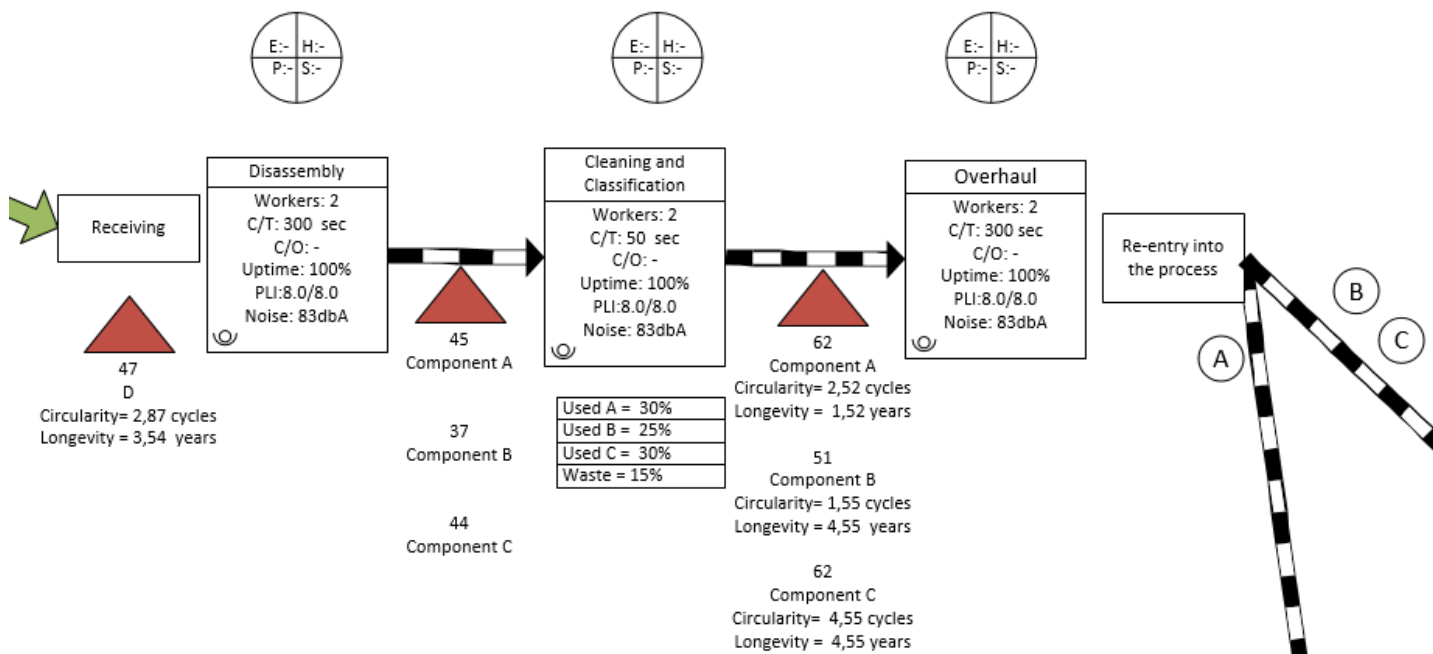 E:- H:-
P:- S:-
E:- H:-
P:- S:-
E:- H:-
P:- S:-
Receiving
47
D
Circularity= 2,87 cycles
Longevity = 3,54 years
Disassembly
Workers: 2
C/T: 300 sec
C/O: -
Uptime: 100%
PLI:8.0/8.0
Noise: 83dbA
45
Component A
37
Component B
44
Component C
Cleaning and
Classification
Workers: 2
C/T: 50 sec
C/O: -
Uptime: 100%
PLI:8.0/8.0
Noise: 83dbA
Used A = 30%
Used B = 25%
Used C = 30%
Waste = 15%
62
Component A
Circularity= 2,52 cycles
Longevity = 1,52 years
51
Component B
Circularity= 1,55 cycles
Longevity = 4,55 years
62
Component C
Circularity= 4,55 cycles
Longevity= 4,55 years
Overhaul
Workers: 2
C/T: 300 sec
C/O: -
Uptime: 100%
PLI:8.0/8.0
Noise: 83dbA
Re-entry into
the process
A
B
C